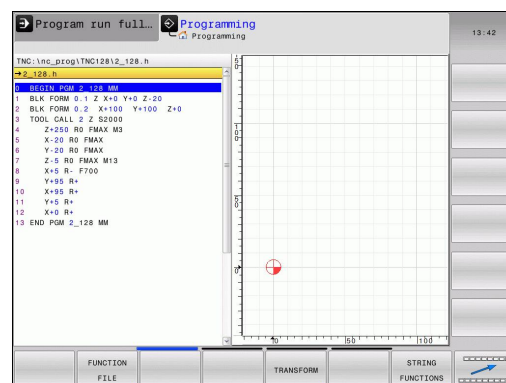 Program run full... Programming
Programming
13:42
TNC:\nc_prog\TNC128\2_128.h
→2_128.h
0 BEGIN PGM 2_128 MM
1 BLK FORM 0.1 Z X+0 Y+0 Z-20
2 BLK FORM 0.2 X+100 Y+100 Z+0
3 TOOL CALL 2 Z S2000
4 Z+250 R0 FMAX M3
5 X-20 R0 FMAX
6 Y-20 R0 FMAX
7 Z-5 R0 FMAX M13
8 X+5 R- F700
9 Y+95 R+
10 X+95 R+
11 Y+5 R+
12 X+0 R+
13 END PGM 2_128 MM
50
100
FUNCTION
FILE
TRANSFORM
STRING
FUNCTIONS